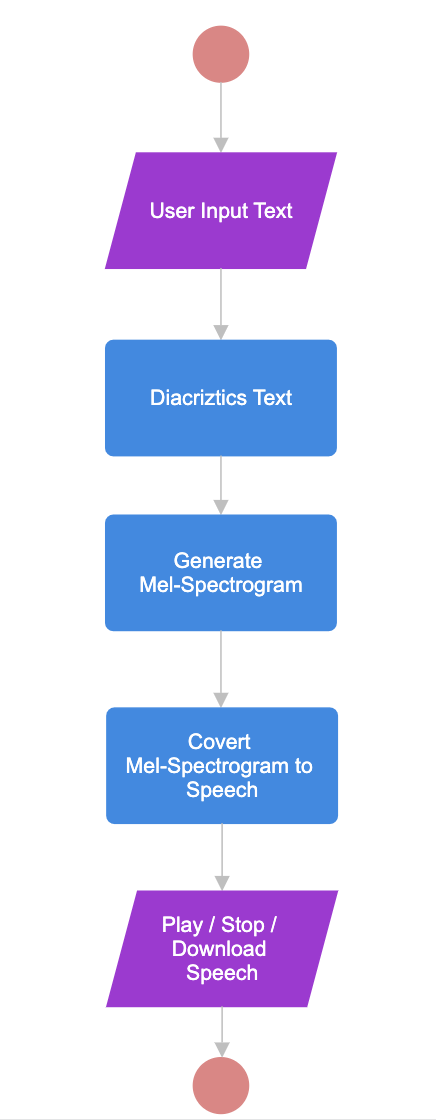 User Input Text
Diacriztics Text
Generate
Mel-Spectrogram
Covert
Mel-Spectrogram to
Speech
Play / Stop /
Download
Speech